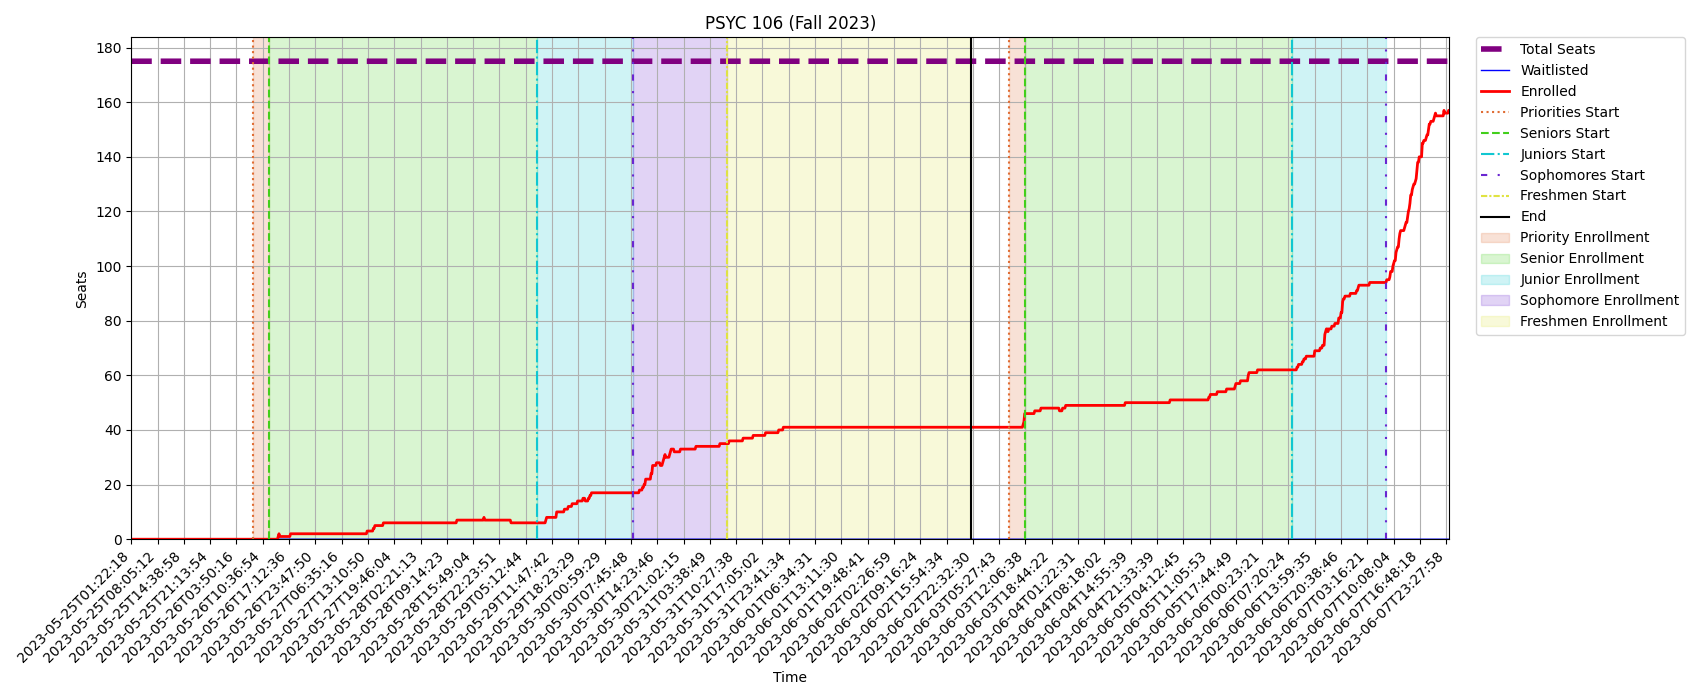 PSYC 106 (Fall 2023)
180
160
140
120
100
80
60
40
20
0
Seats
2023-05-25T01:22:18
2023-05-25T08:05:12
2023-05-25T14:38:58
2023-05-25T21:13:54
2023-05-26T03:50:16
2023-05-26T10:36:54
2023-05-26T17:12:36
2023-05-26T23:47:50
2023-05-27T06:35:16
2023-05-27T13:10:50
2023-05-27T19:46:04
2023-05-28T02:21:13
2023-05-28T09:14:23
2023-05-28T15:49:04
2023-05-28T22:23:51
2023-05-29T05:12:44
2023-05-29T11:47:42
2023-05-29T18:23:29
2023-05-30T00:59:29
2023-05-30T07:45:48
2023-05-30T14:23:46
2023-05-30T21:02:15
2023-05-31T03:38:49
2023-05-31T10:27:38
2023-05-31T17:05:02
2023-05-31T23:41:34
2023-06-01T06:34:31
2023-06-01T13:11:30
2023-06-01T19:48:41
2023-06-02T02:26:59
2023-06-02T09:16:24
2023-06-02T15:54:34
2023-06-02T22:32:30
2023-06-03T05:27:43
2023-06-03T12:06:38
2023-06-03T18:44:22
2023-06-04T01:22:31
2023-06-04T08:18:02
2023-06-04T14:55:39
2023-06-04T21:33:39
2023-06-05T04:12:45
2023-06-05T11:05:53
2023-06-05T17:44:49
2023-06-06T00:23:21
2023-06-06T07:20:24
2023-06-06T13:59:35
2023-06-06T20:38:46
2023-06-07T03:16:21
2023-06-07T10:08:04
2023-06-07T16:48:18
2023-06-07T23:27:58
Time
Total Seats
Waitlisted
Enrolled
Priorities Start
Seniors Start
Juniors Start
Sophomores Start
Freshmen Start
End
Priority Enrollment
Senior Enrollment
Junior Enrollment
Sophomore Enrollment
Freshmen Enrollment